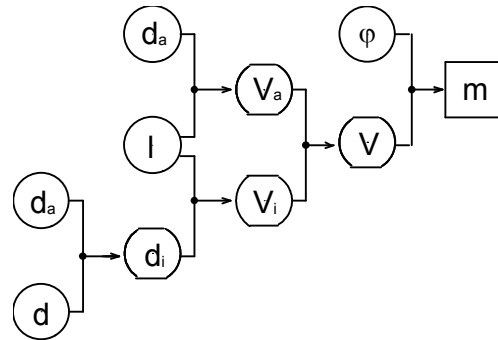 dₐ φ
Vₐ m
l V
dₐ Vᵢ
dᵢ
d